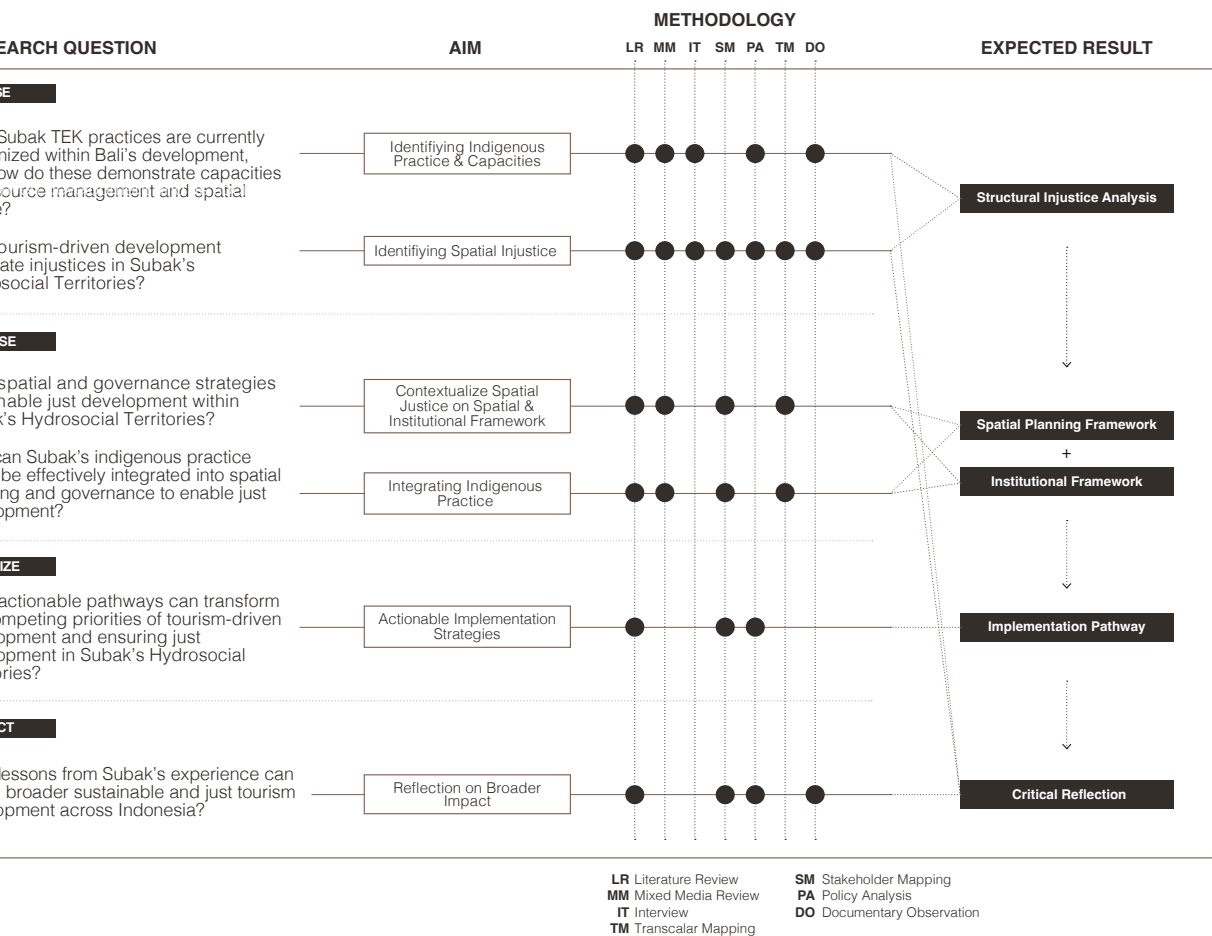 METHODOLOGY
EARCH QUESTION
AIM
LR MM IT SM PA TM DO
EXPECTED RESULT
SE
Subak TEK practices are currently
nized within Bali's development,
ow do these demonstrate capacities
source management and spatial
e?
Identifiying Indigenous
Practice & Capacities
Structural Injustice Analysis
ourism-driven development
ate injustices in Subak's
social Territories?
Identifiying Spatial Injustice
SE
spatial and governance strategies
nable just development within
k's Hydrosocial Territories?
Contextualize Spatial
Justice on Spatial &
Institutional Framework
Spatial Planning Framework
+
Institutional Framework
can Subak's indigenous practice
be effectively integrated into spatial
ng and governance to enable just
opment?
Integrating Indigenous
Practice
IZE
actionable pathways can transform
ompeting priorities of tourism-driven
opment and ensuring just
opment in Subak's Hydrosocial
ories?
Actionable Implementation
Strategies
Implementation Pathway
CT
lessons from Subak's experience can
broader sustainable and just tourism
opment across Indonesia?
Reflection on Broader
Impact
Critical Reflection
LR Literature Review
MM Mixed Media Review
IT Interview
TM Transcalar Mapping
SM Stakeholder Mapping
PA Policy Analysis
DO Documentary Observation